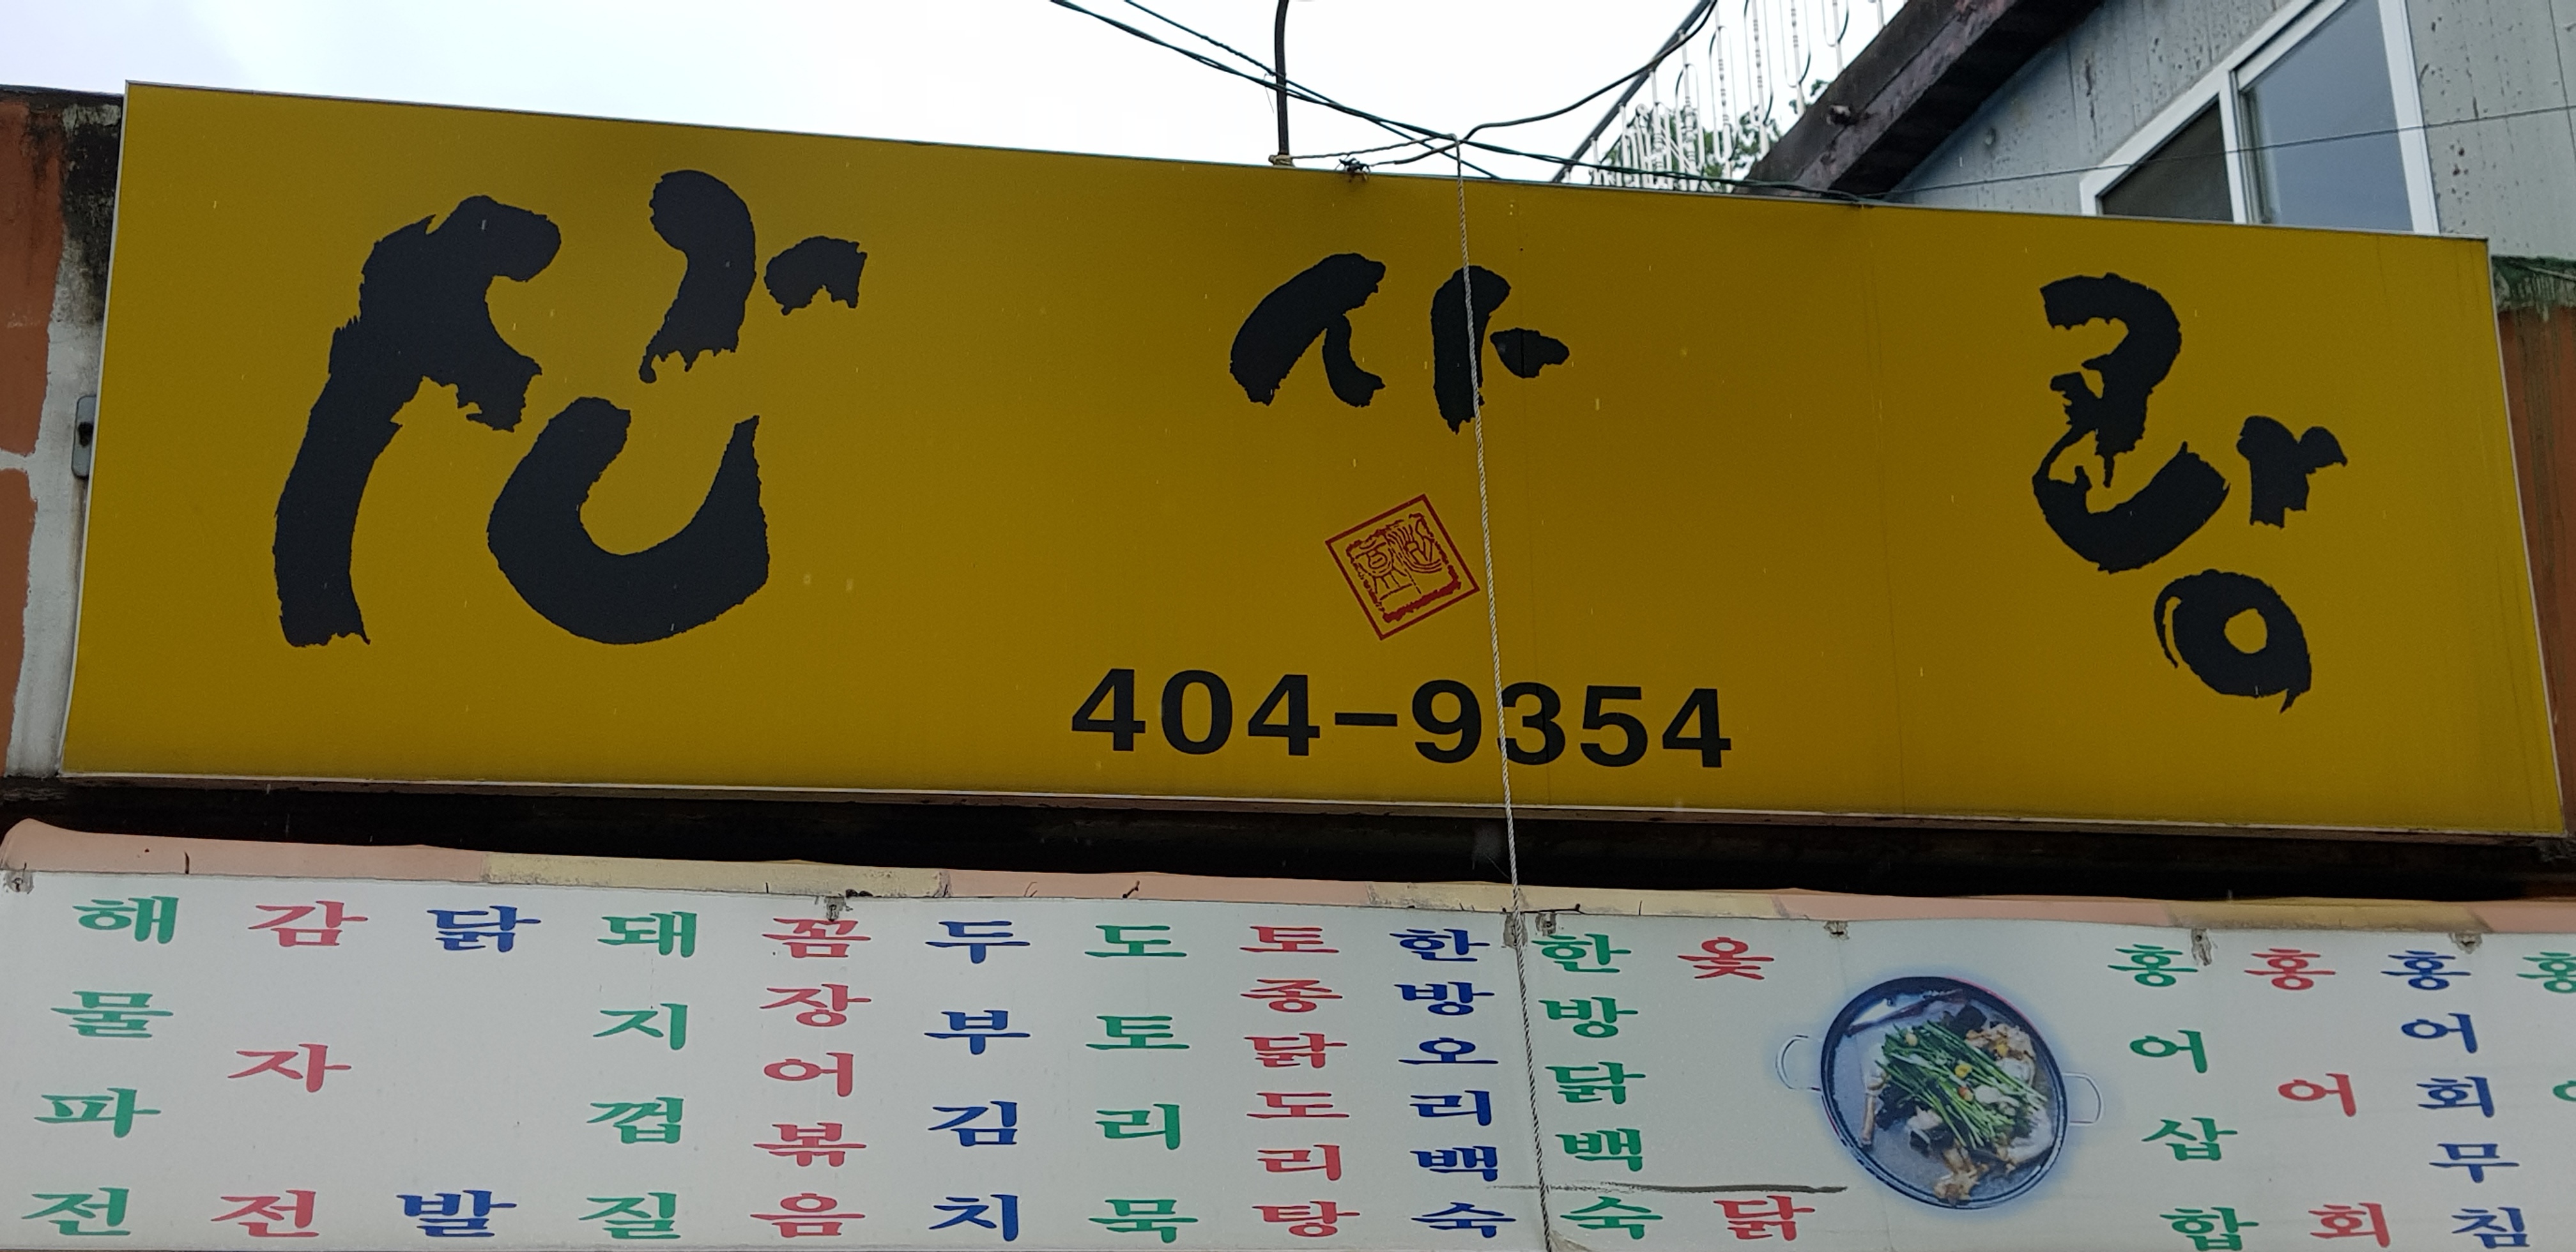 산 사랑
404-9354
해물파전
감자전
닭발
돼지껍질
꼼장어볶음
두부김치
도토리묵
토종닭도리탕
한방오리백숙
한방닭백숙
옻닭
홍어삼합
홍어회
홍어회무침